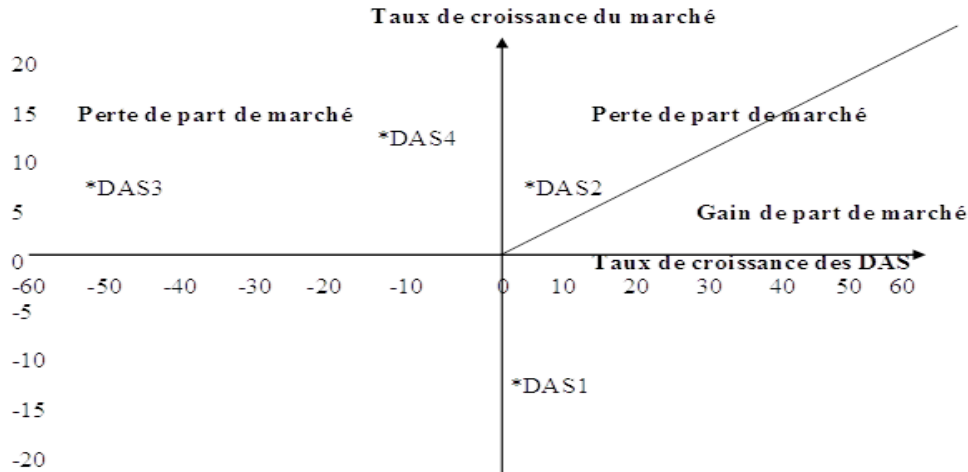 Taux de croissance du marché
20
15 Perte de part de marché Perte de part de marché
*DAS4
10
*DAS3 *DAS2
5 Gain de part de marché
0 Taux de croissance des DAS
-60 -50 -40 -30 -20 -10 0 10 20 30 40 50 60
-5
-10
*DAS1
-15
-20